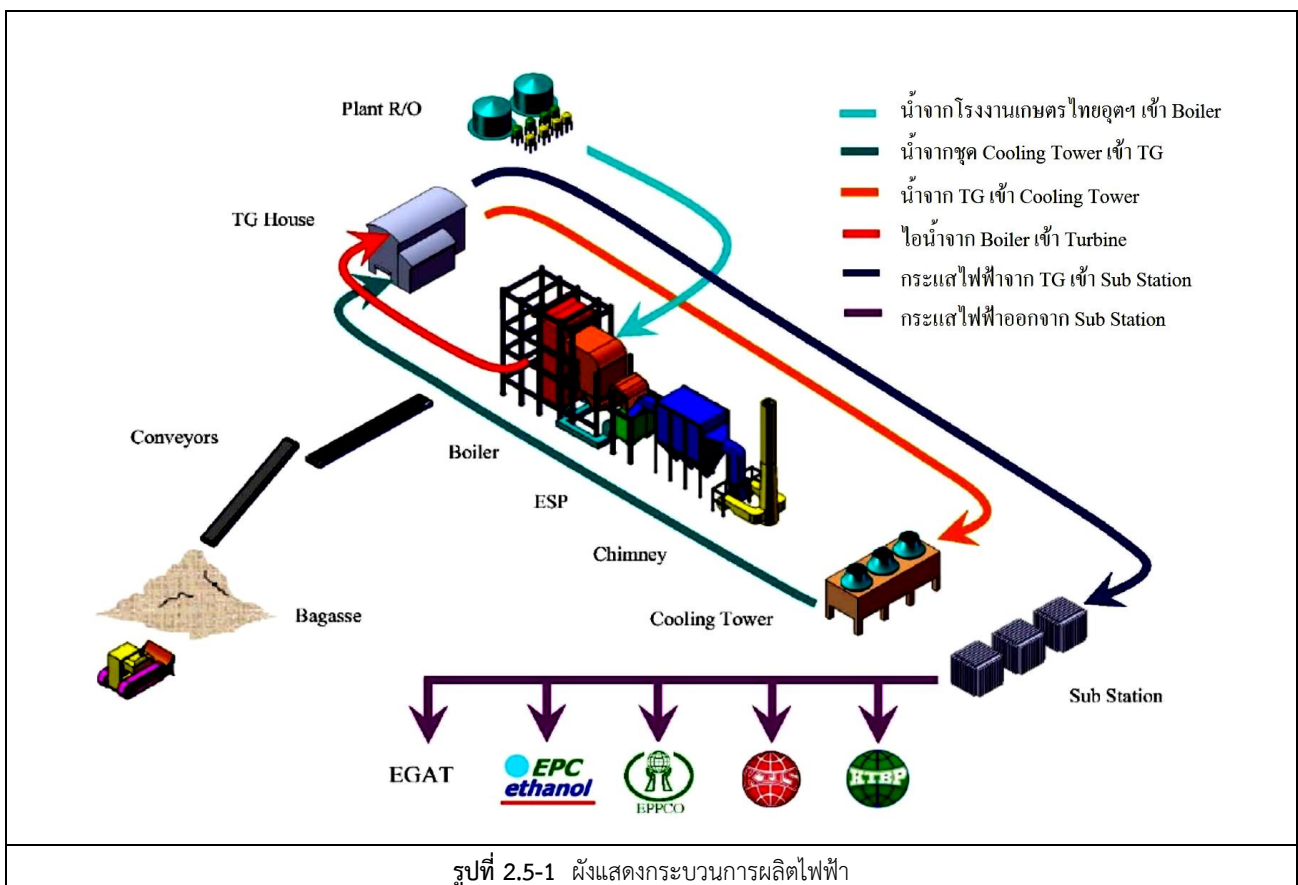 Plant R/O
น้ำจากโรงงานเกษตรไทยอุตฯ เข้า Boiler
น้ำจากชุด Cooling Tower เข้า TG
น้ำจาก TG เข้า Cooling Tower
ไอน้ำจาก Boiler เข้า Turbine
กระแสไฟฟ้าจาก TG เข้า Sub Station
กระแสไฟฟ้าออกจาก Sub Station
TG House
Conveyors
Boiler
ESP
Chimney
Bagasse
Cooling Tower
Sub Station
EGAT
EPC
ethanol
EPPCO
KTIS
KTBP
รูปที่ 2.5-1 ผังแสดงกระบวนการผลิตไฟฟ้า